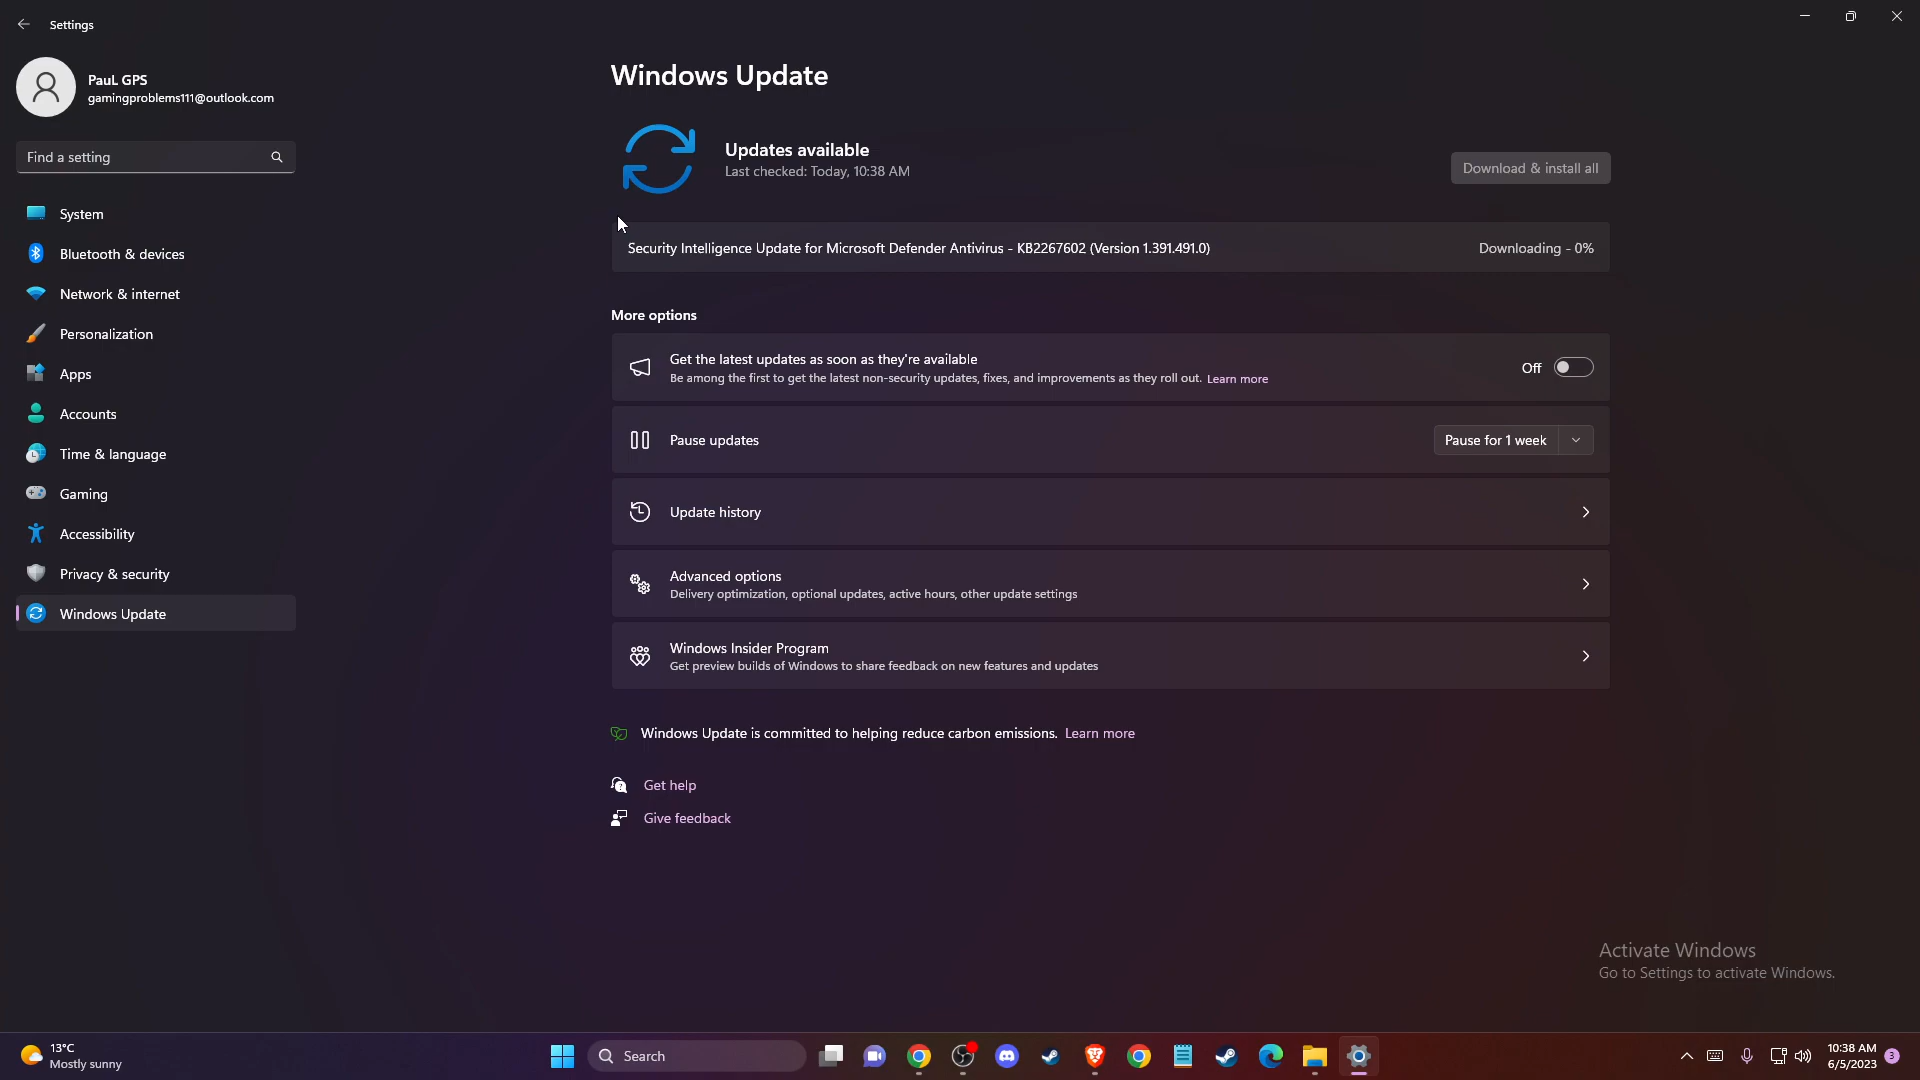 Settings
PauL GPS
gamingproblems111@outlook.com
Find a setting
System
Bluetooth & devices
Network & internet
Personalization
Apps
Accounts
Time & language
Gaming
Accessibility
Privacy & security
Windows Update
Windows Update
Updates available
Last checked: Today, 10:38 AM
Download & install all
Security Intelligence Update for Microsoft Defender Antivirus - KB2267602 (Version 1.391.491.0)
Downloading - 0%
More options
Get the latest updates as soon as they're available
Be among the first to get the latest non-security updates, fixes, and improvements as they roll out. Learn more
Off
Pause updates
Pause for 1 week
Update history
Advanced options
Delivery optimization, optional updates, active hours, other update settings
Windows Insider Program
Get preview builds of Windows to share feedback on new features and updates
Windows Update is committed to helping reduce carbon emissions. Learn more
Get help
Give feedback
Activate Windows
Go to Settings to activate Windows.
13°C
Mostly sunny
Search
10:38 AM
6/5/2023
3